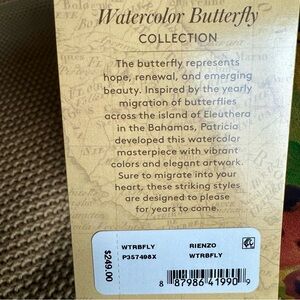 Watercolor Butterfly
COLLECTION
The butterfly represents
hope, renewal, and emerging
beauty. Inspired by the yearly
migration of butterflies
across the island of Eleuthera
in the Bahamas, Patricia
developed this watercolor
masterpiece with vibrant
colors and elegant artwork.
Sure to migrate into your
heart, these striking styles
are designed to please
for years to come.
$249.00
WTRBFLY RIENZO
P357498X WTRBFLY
8 87986 41990 9